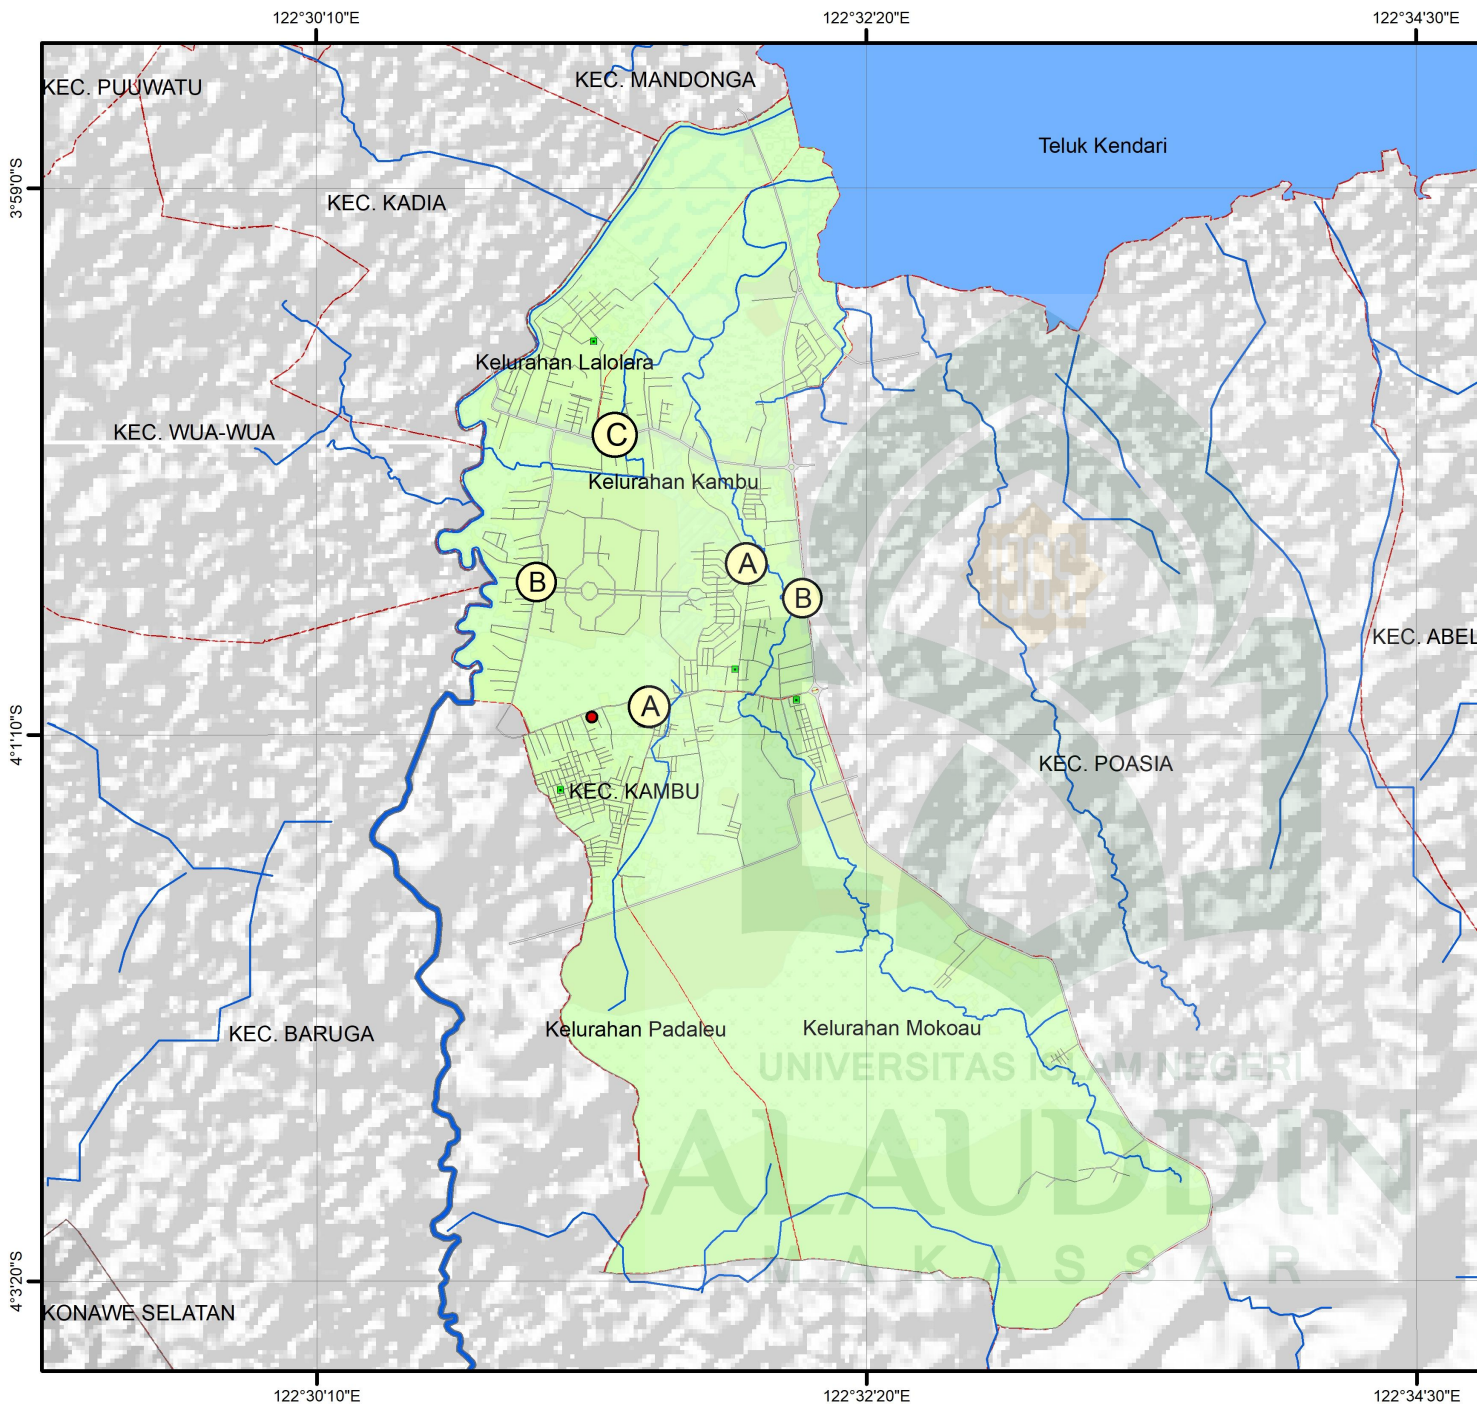 122°30'10"E
122°32'20"E
122°34'30"E
KEC. PUUWATU
KEC. MANDONGA
Teluk Kendari
3°59'0"S
KEC. KADIA
Kelurahan Lalolara
KEC. WUA-WUA
C
Kelurahan Kambu
A
B
B
KEC. ABEL
A
4°1'10"S
KEC. POASIA
KEC. KAMBU
Kelurahan Padaleu
Kelurahan Mokoau
KEC. BARUGA
UNIVERSITAS ISLAM NEGERI
ALAUDDIN
MAKASSAR
4°3'20"S
KONAWE SELATAN
122°30'10"E
122°32'20"E
122°34'30"E